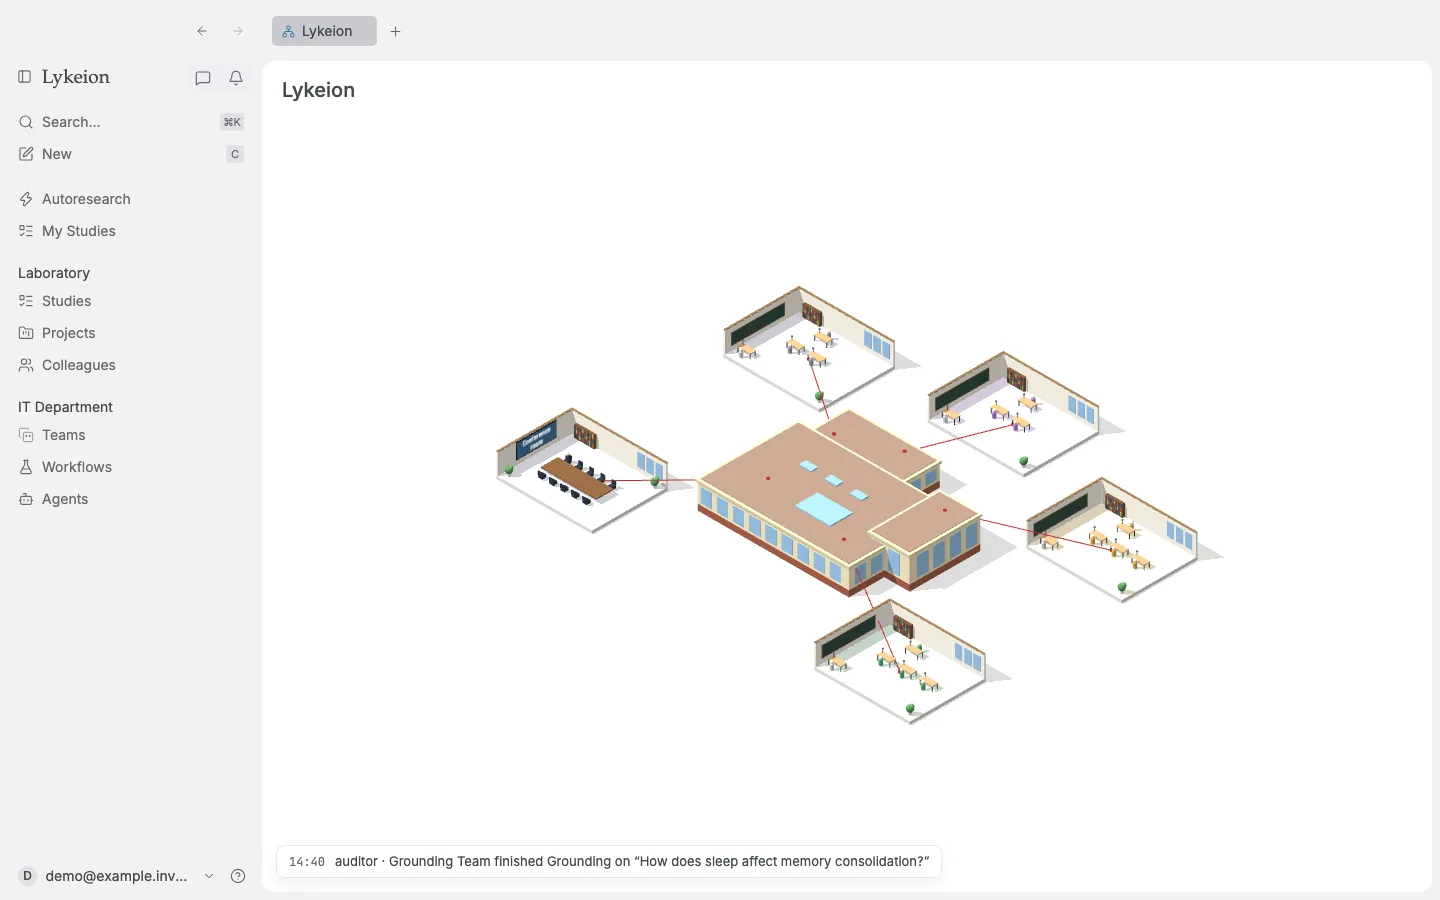 Lykeion
Lykeion
Search...
⌘K
New
C
Autoresearch
My Studies
Laboratory
Studies
Projects
Colleagues
IT Department
Teams
Workflows
Agents
D
demo@example.inv...
Lykeion
Conference
14:40 auditor · Grounding Team finished Grounding on “How does sleep affect memory consolidation?”